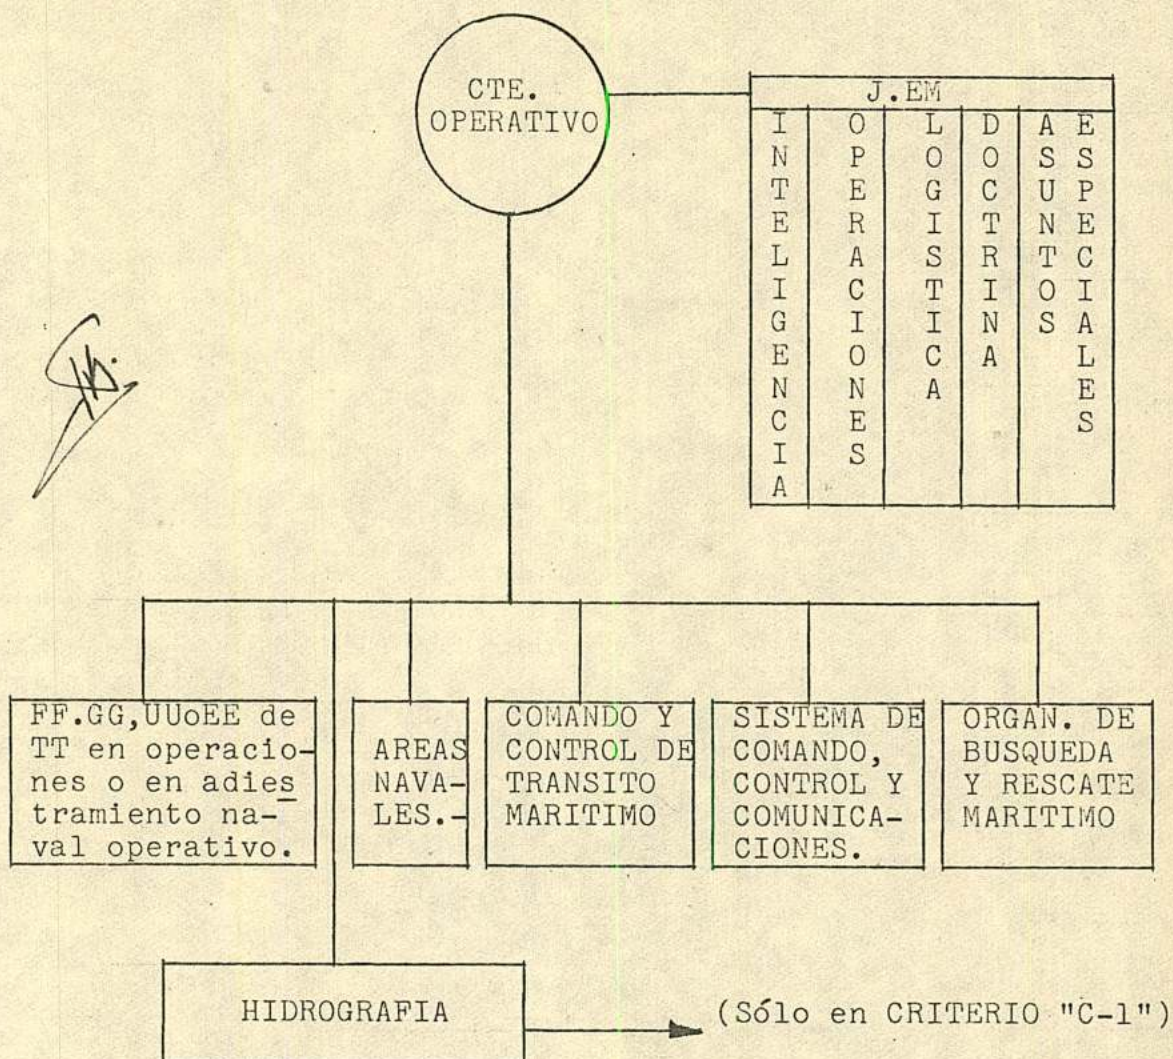 CTE.
OPERATIVO
J.EM
INTELIGENCIA
OPERACIONES
LOGISTICA
DOCTRINA
ASUNTOS
ESPECIALES
FF.GG,UUoEE de
TT en operacio-
nes o en adies
tramiento na-
val operativo.
AREAS
NAVA-
LES.-
COMANDO Y
CONTROL DE
TRANSITO
MARITIMO
SISTEMA DE
COMANDO,
CONTROL Y
COMUNICA-
CIONES.
ORGAN. DE
BUSQUEDA
Y RESCATE
MARITIMO
HIDROGRAFIA
(Sólo en CRITERIO "C-1")